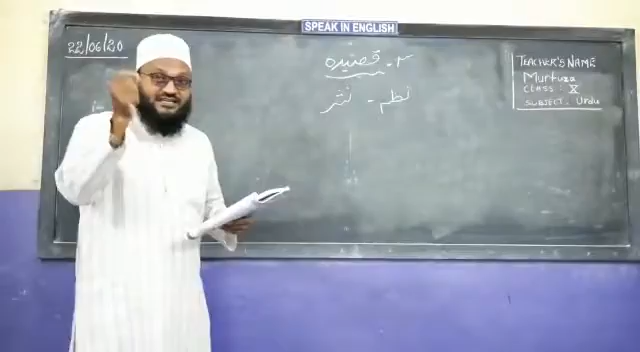 SPEAK IN ENGLISH
22/06/20
۳- قصیدہ
نظم - نثر
TEACHER'S NAME
Murtuza
CLASS : X
SUBJECT. Urdu